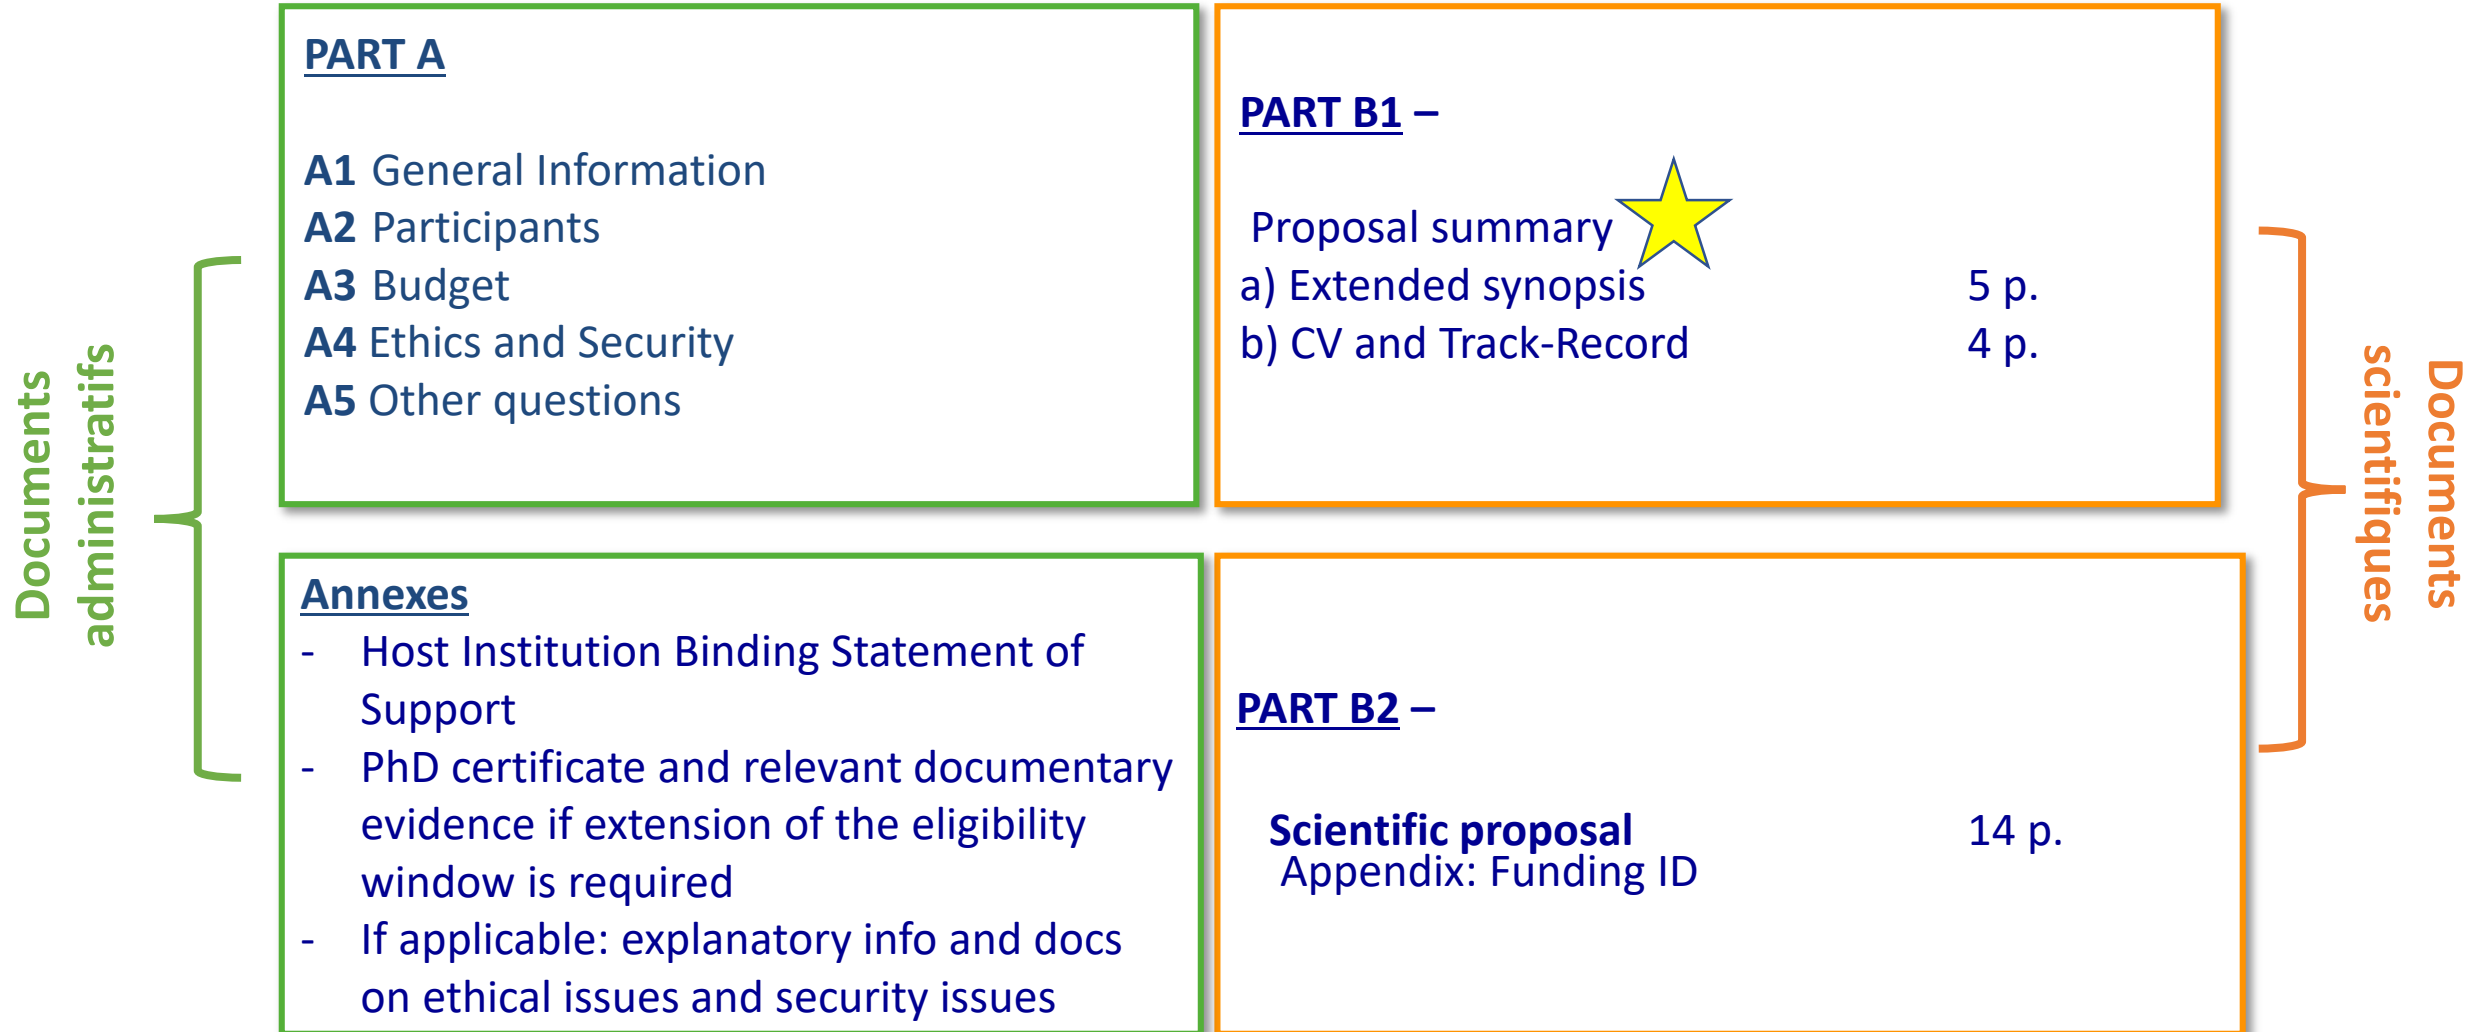 Documents
administratifs
PART A
A1 General Information
A2 Participants
A3 Budget
A4 Ethics and Security
A5 Other questions
Annexes
- Host Institution Binding Statement of
Support
- PhD certificate and relevant documentary
evidence if extension of the eligibility
window is required
- If applicable: explanatory info and docs
on ethical issues and security issues
PART B1 –
Proposal summary
a) Extended synopsis 5 p.
b) CV and Track-Record 4 p.
PART B2 –
Scientific proposal 14 p.
Appendix: Funding ID
Documents
scientifiques